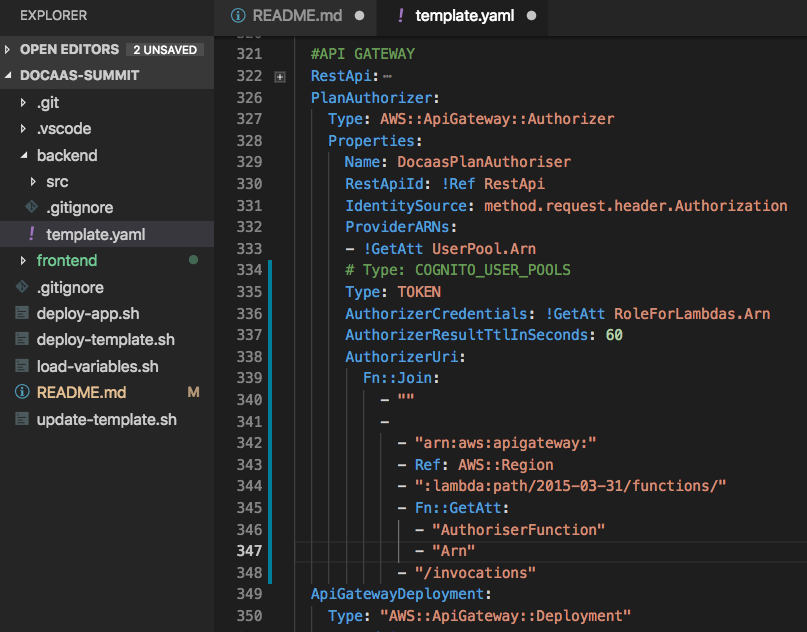 EXPLORER
OPEN EDITORS 2 UNSAVED
DOCAAS-SUMMIT
.git
.vscode
backend
src
.gitignore
! template.yaml
frontend
.gitignore
deploy-app.sh
deploy-template.sh
load-variables.sh
README.md M
update-template.sh
README.md ! template.yaml
321 #API GATEWAY
322 RestApi:
326 PlanAuthorizer:
327 Type: AWS::ApiGateway::Authorizer
328 Properties:
329 Name: DocaasPlanAuthoriser
330 RestApiId: !Ref RestApi
331 IdentitySource: method.request.header.Authorization
332 ProviderARNs:
333 - !GetAtt UserPool.Arn
334 # Type: COGNITO_USER_POOLS
335 Type: TOKEN
336 AuthorizerCredentials: !GetAtt RoleForLambdas.Arn
337 AuthorizerResultTtlInSeconds: 60
338 AuthorizerUri:
339 Fn::Join:
340 - ""
341 -
342 - "arn:aws:apigateway:"
343 - Ref: AWS::Region
344 - ":lambda:path/2015-03-31/functions/"
345 - Fn::GetAtt:
346 - "AuthoriserFunction"
347 - "Arn"
348 - "/invocations"
349 ApiGatewayDeployment:
350 Type: "AWS::ApiGateway::Deployment"